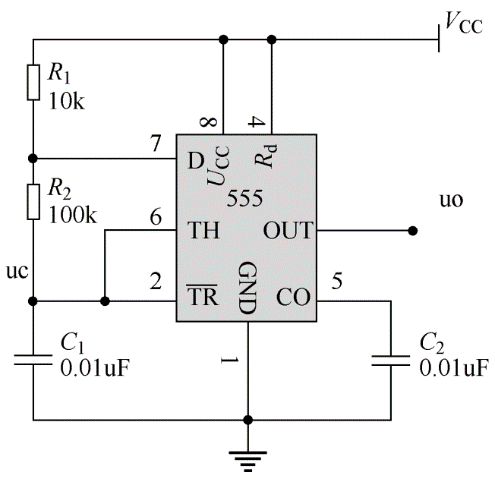 VCC
R1
10k
8
4
7
D
UCC
Rd
R2
100k
555
uo
6
TH
OUT
uc
2
TR
GND
CO
5
C1
0.01uF
1
C2
0.01uF